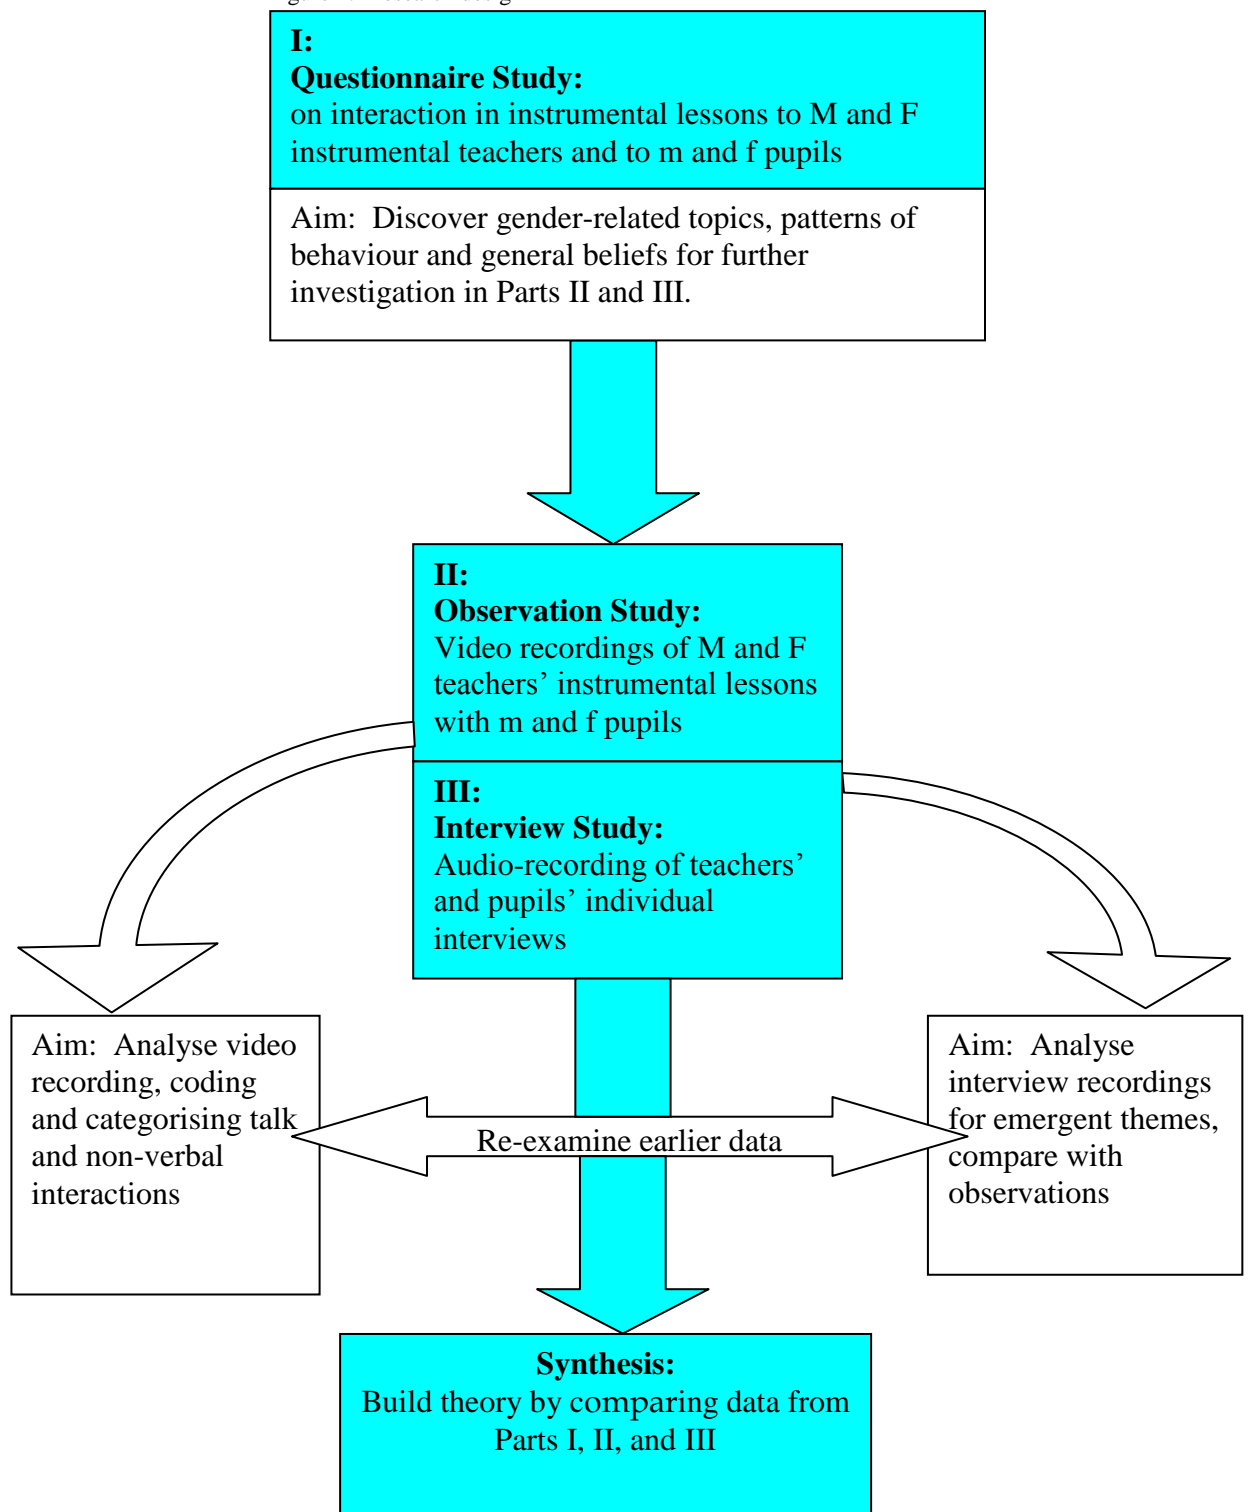 I:
Questionnaire Study:
on interaction in instrumental lessons to M and F
instrumental teachers and to m and f pupils
Aim:  Discover gender-related topics, patterns of
behaviour and general beliefs for further
investigation in Parts II and III.
II:
Observation Study:
Video recordings of M and F
teachers’ instrumental lessons
with m and f pupils
III:
Interview Study:
Audio-recording of teachers’
and pupils’ individual
interviews
Aim:  Analyse video
recording, coding
and categorising talk
and non-verbal
interactions
Re-examine earlier data
Aim:  Analyse
interview recordings
for emergent themes,
compare with
observations
Synthesis:
Build theory by comparing data from
Parts I, II, and III